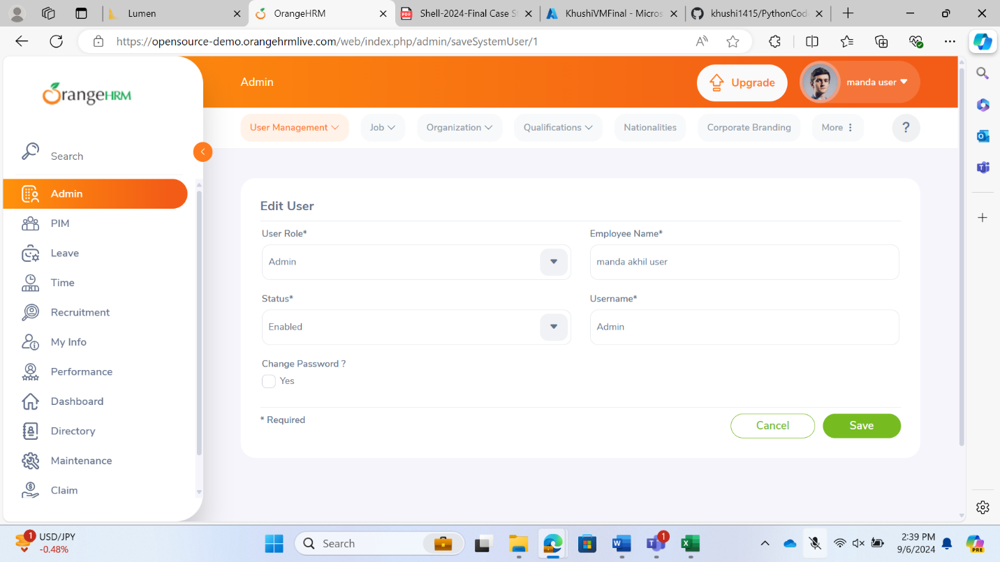 Lumen
OrangeHRM
Shell-2024-Final Case S
KhushiVMFinal - Micros
khushi1415/PythonCod
https://opensource-demo.orangehrmlive.com/web/index.php/admin/saveSystemUser/1
OrangeHRM
Admin
Upgrade
manda user
User Management
Job
Organization
Qualifications
Nationalities
Corporate Branding
More
?
Search
Admin
PIM
Leave
Time
Recruitment
My Info
Performance
Dashboard
Directory
Maintenance
Claim
Edit User
User Role*
Employee Name*
Admin
manda akhil user
Status*
Username*
Enabled
Admin
Change Password ?
Yes
* Required
Cancel
Save
1
USD/JPY
-0.48%
Search
1
2:39 PM
9/6/2024
PRE